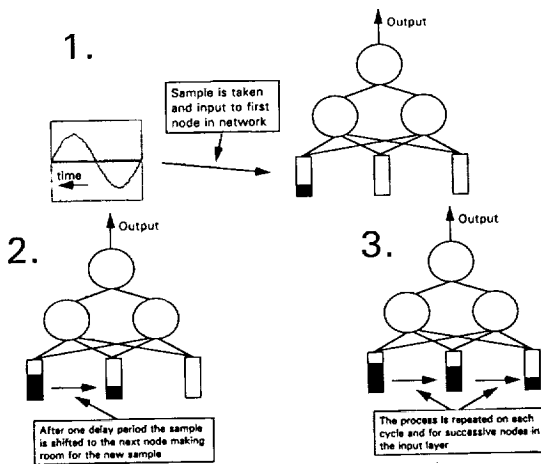 1.
Output
Sample is taken
and input to first
node in network
time
2.
Output
After one delay period the sample
is shifted to the next node making
room for the new sample
3.
Output
The process is repeated on each
cycle and for successive nodes in
the input layer